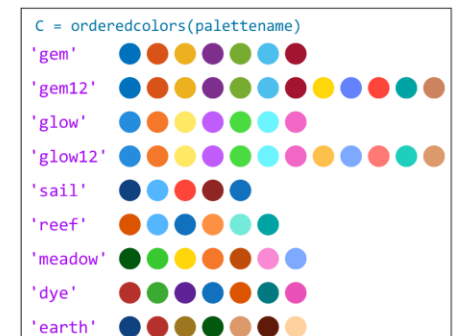 C = orderedcolors(palettename)
'gem'
'gem12'
'glow'
'glow12'
'sail'
'reef'
'meadow'
'dye'
'earth'